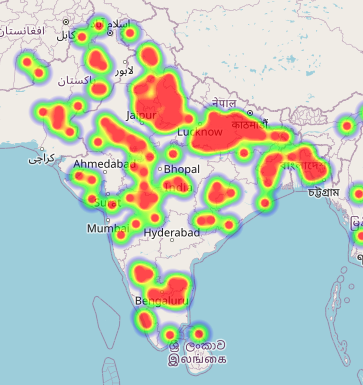 اسلام آباد
کابل
افغانستان
لاہور
پاکستان
नेपाल
Jaipur
काठमाडौँ
Lucknow
کراچی
Ahmedabad
বাংলাদেশ
Bhopal
India
চট্টগ্রাম
Surat
Mumbai
Hyderabad
Bengaluru
ශ්‍රී ලංකාව
இலங்கை